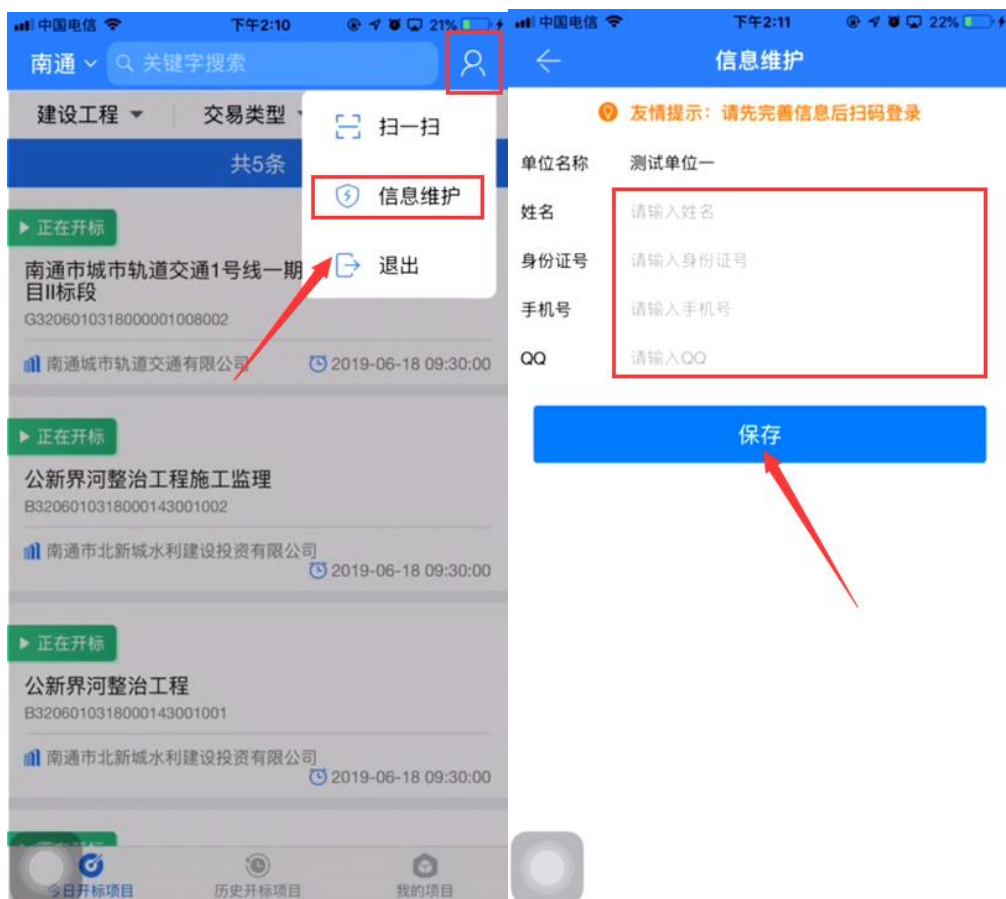 中国电信 下午2:10 21%
南通 关键字搜索
建设工程 交易类型
共5条
扫一扫
信息维护
退出
正在开标
南通市城市轨道交通1号线一期
目II标段
G3206010318000001008002
南通城市轨道交通有限公司 2019-06-18 09:30:00
正在开标
公新界河整治工程施工监理
B3206010318000143001002
南通市北新城水利建设投资有限公司
2019-06-18 09:30:00
正在开标
公新界河整治工程
B3206010318000143001001
南通市北新城水利建设投资有限公司
2019-06-18 09:30:00
今日开标项目 历史开标项目 我的项目
中国电信 下午2:11 22%
信息维护
友情提示：请先完善信息后扫码登录
单位名称 测试单位一
姓名 请输入姓名
身份证号 请输入身份证号
手机号 请输入手机号
QQ 请输入QQ
保存